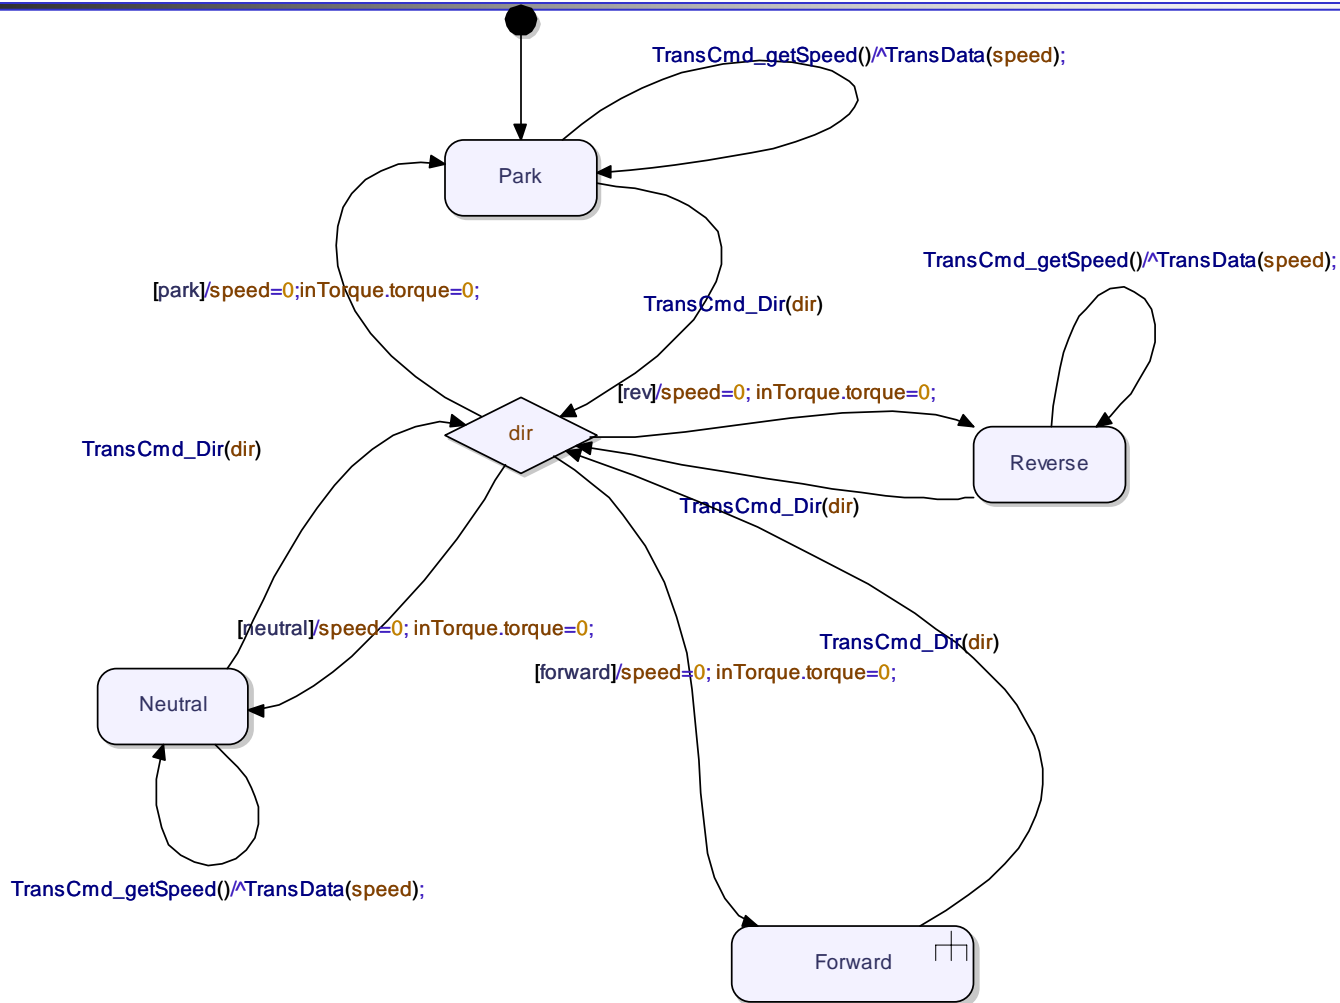 TransCmd_getSpeed()/^TransData(speed);
Park
TransCmd_getSpeed()/^TransData(speed);
[park]/speed=0;inTorque.torque=0;
TransCmd_Dir(dir)
[rev]/speed=0; inTorque.torque=0;
dir
TransCmd_Dir(dir)
Reverse
TransCmd_Dir(dir)
[neutral]/speed=0; inTorque.torque=0;
TransCmd_Dir(dir)
[forward]/speed=0; inTorque.torque=0;
Neutral
TransCmd_getSpeed()/^TransData(speed);
Forward